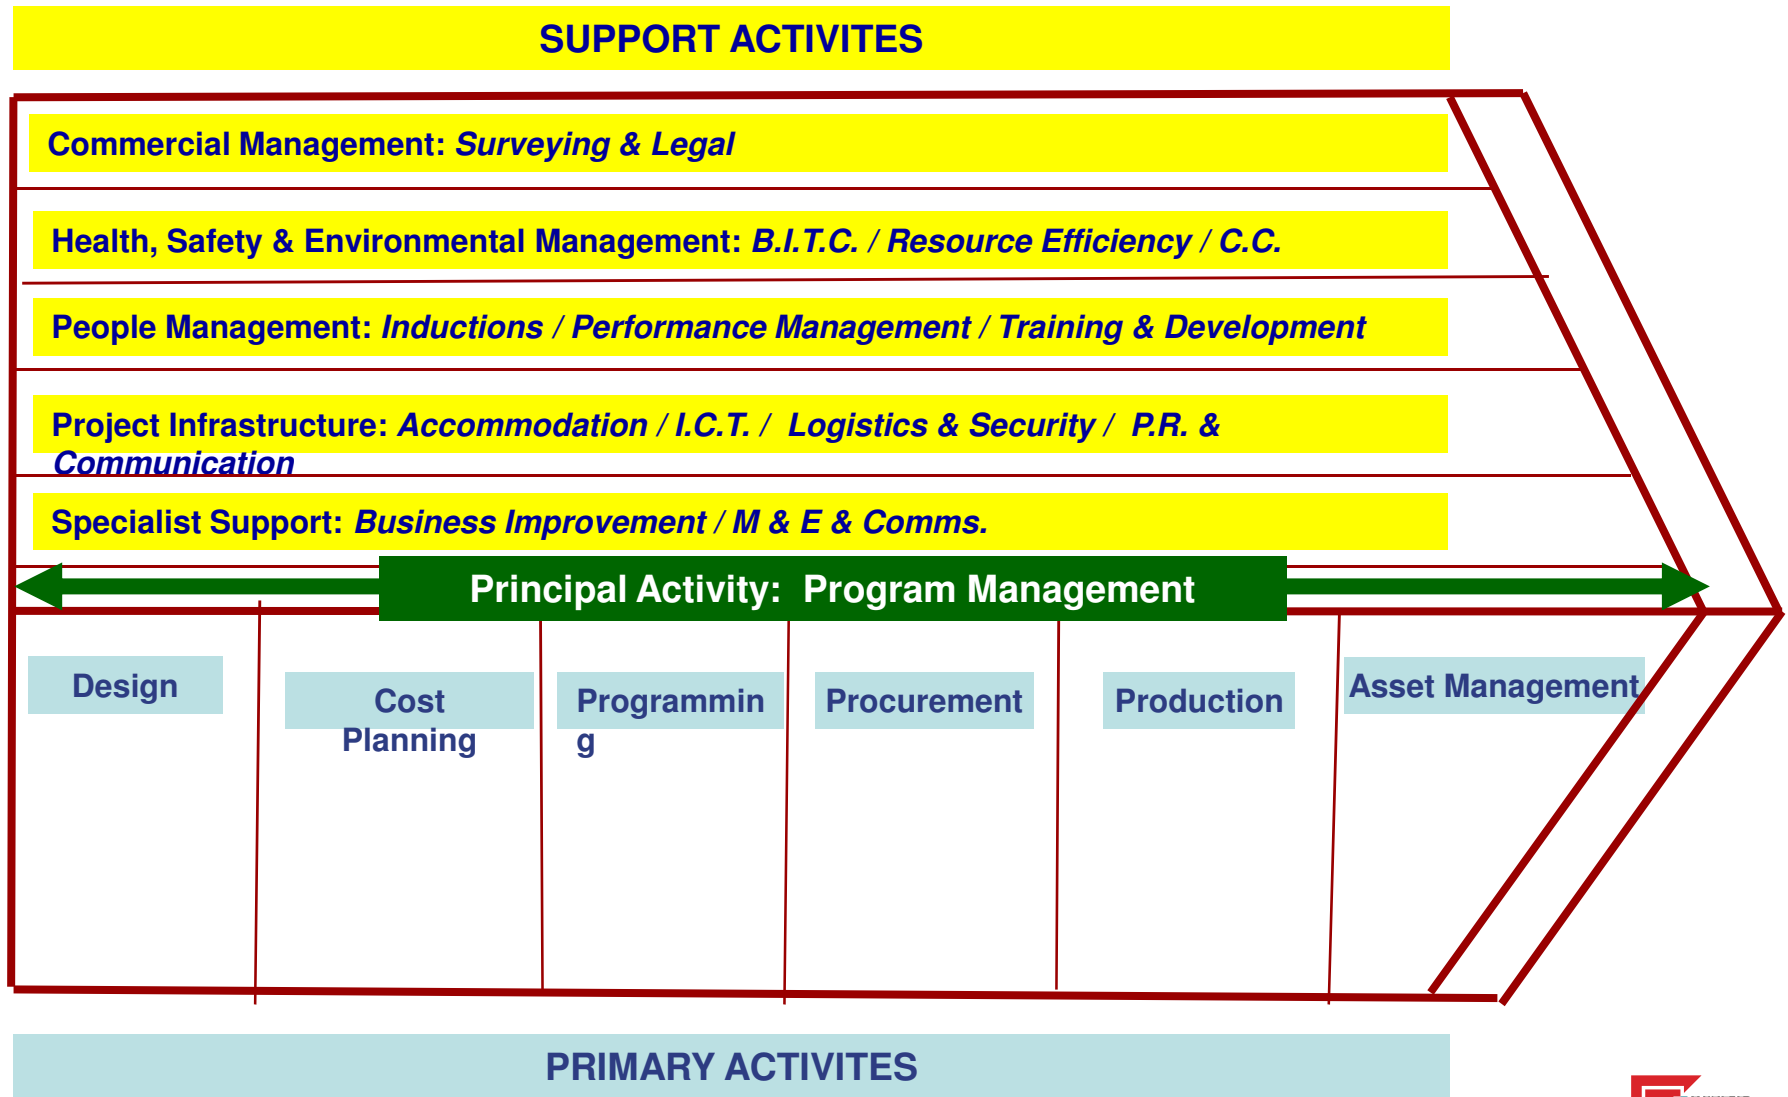 SUPPORT ACTIVITES
Commercial Management: Surveying & Legal
Health, Safety & Environmental Management: B.I.T.C. / Resource Efficiency / C.C.
People Management: Inductions / Performance Management / Training & Development
Project Infrastructure: Accommodation / I.C.T. / Logistics & Security / P.R. &
Communication
Specialist Support: Business Improvement / M & E & Comms.
Principal Activity: Program Management
Design
Cost
Planning
Programmin
g
Procurement
Production
Asset Management
PRIMARY ACTIVITES